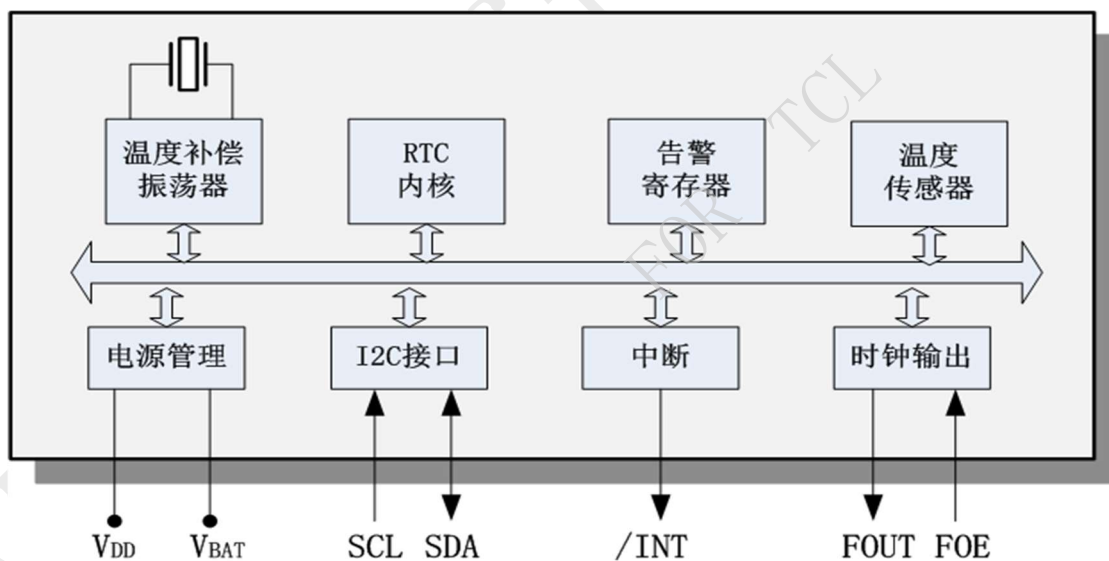 温度补偿
振荡器
RTC
内核
告警
寄存器
温度
传感器
电源管理
I2C接口
中断
时钟输出
VDD
VBAT
SCL
SDA
/INT
FOUT
FOE
FOR TCL